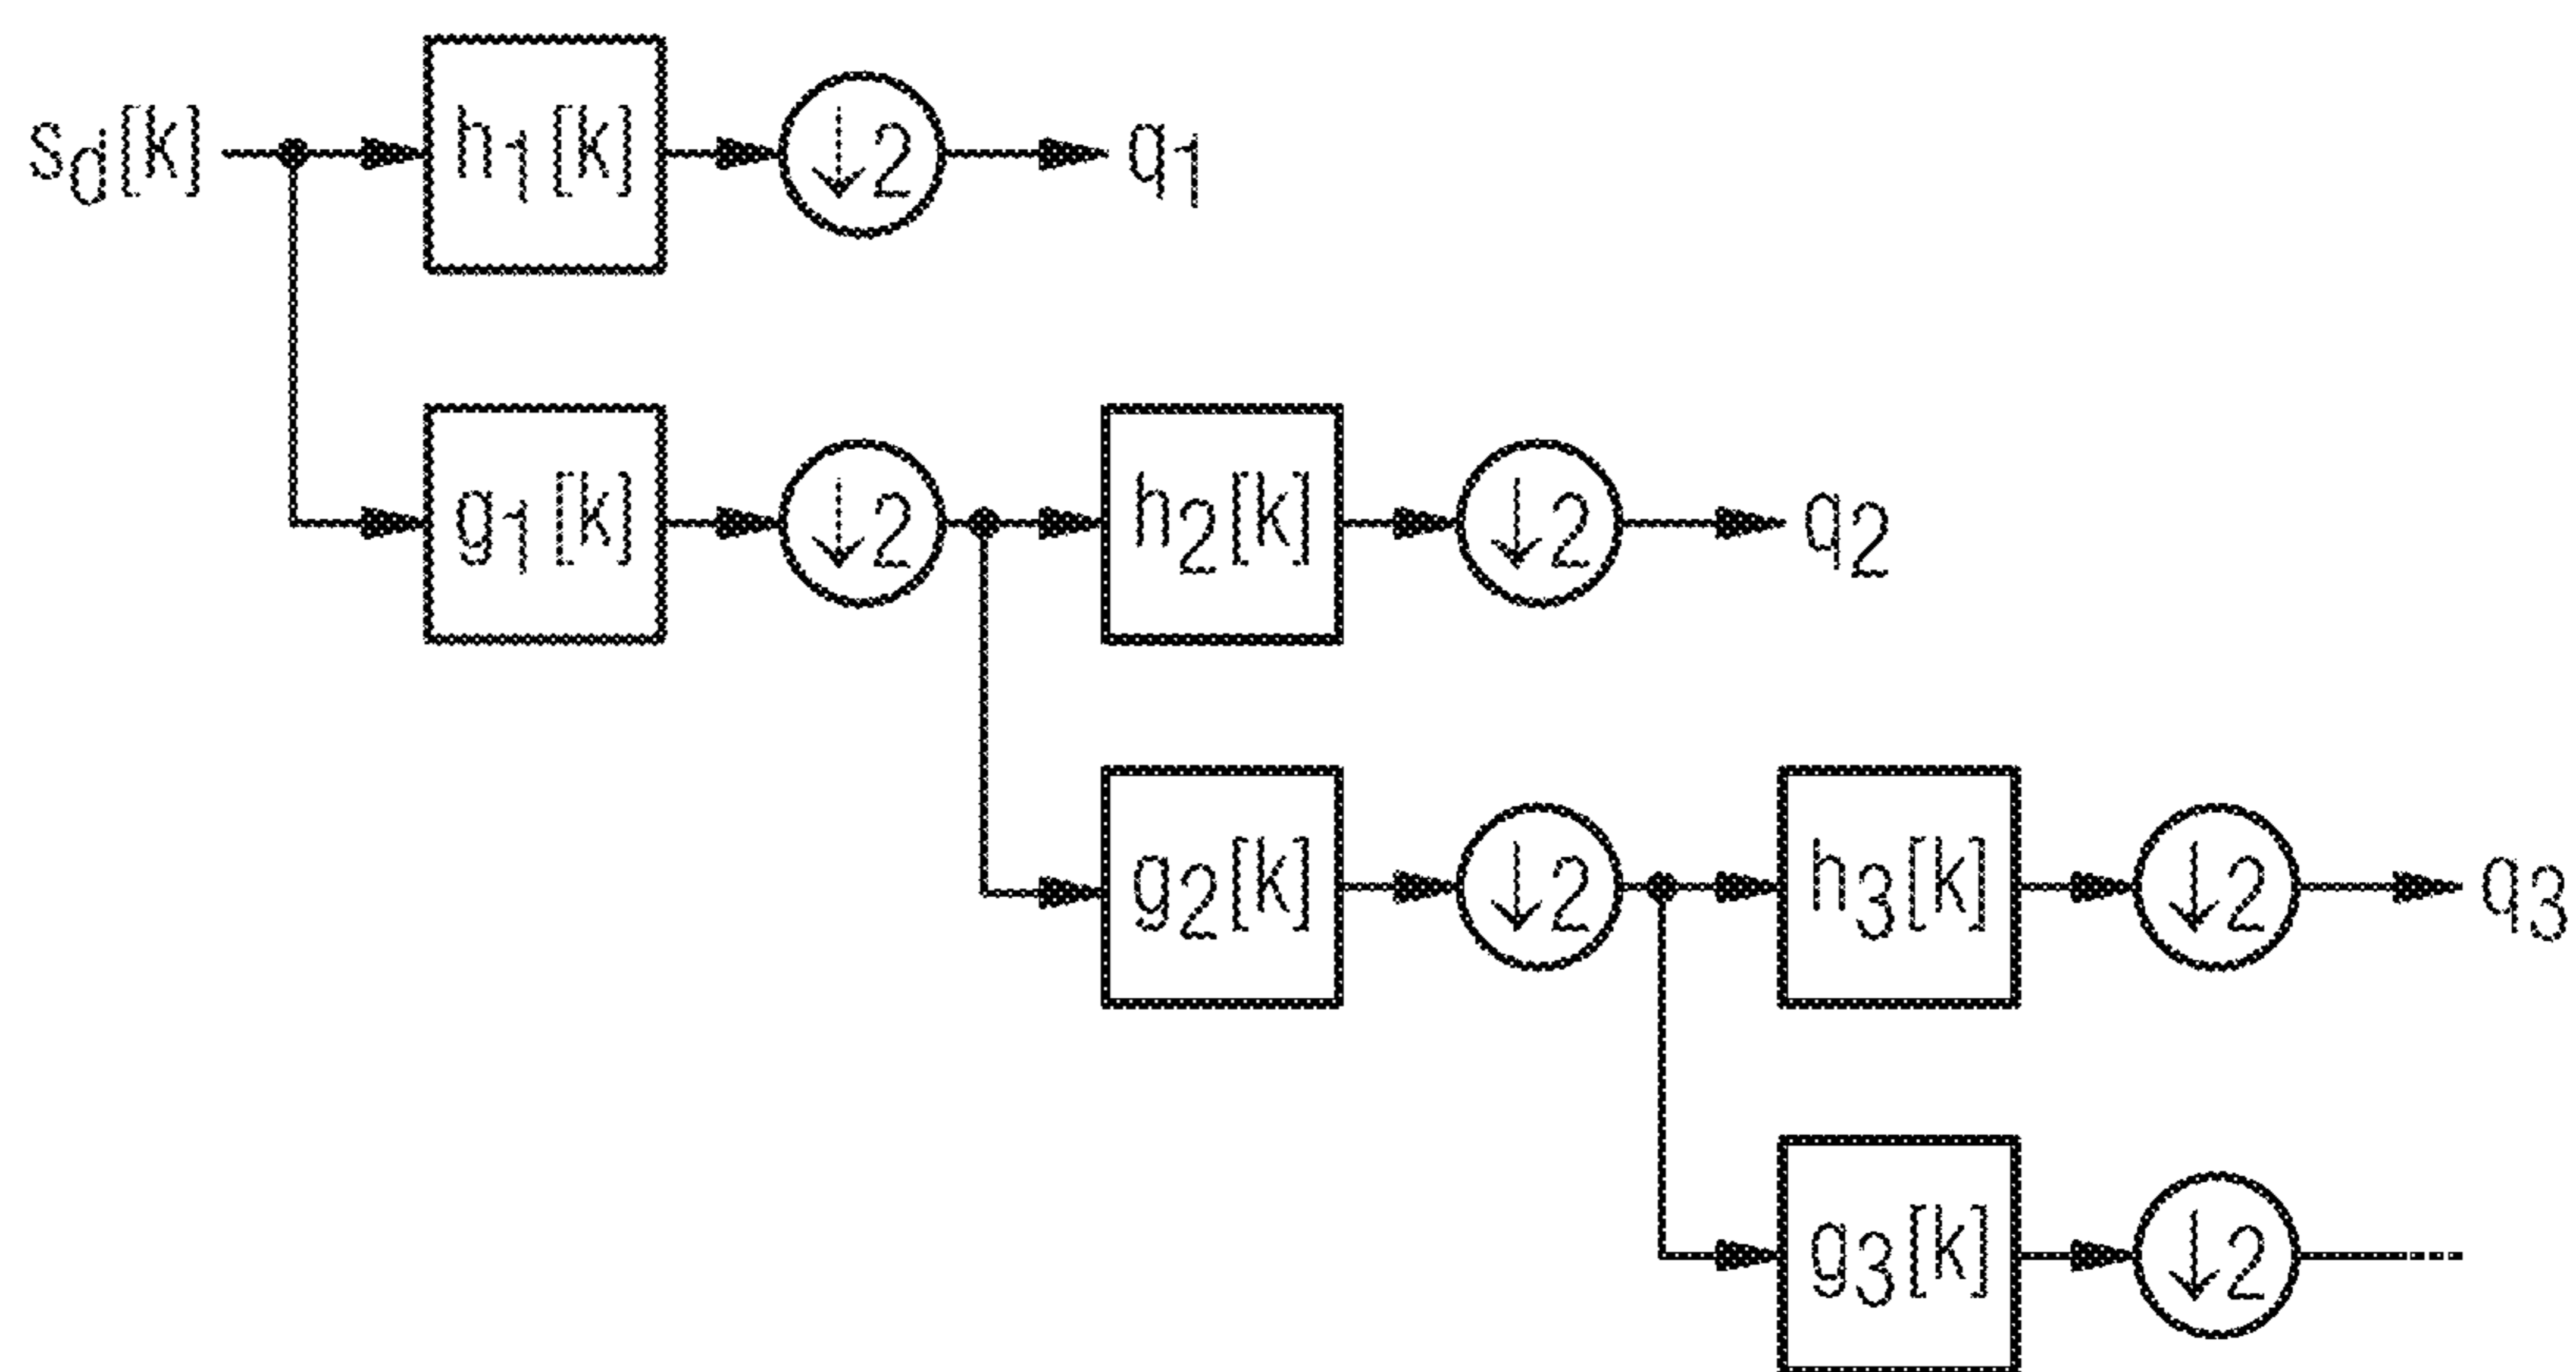 s_d[k] h_1[k] ↓2 q_1
g_1[k] ↓2 h_2[k] ↓2 q_2
g_2[k] ↓2 h_3[k] ↓2 q_3
g_3[k] ↓2